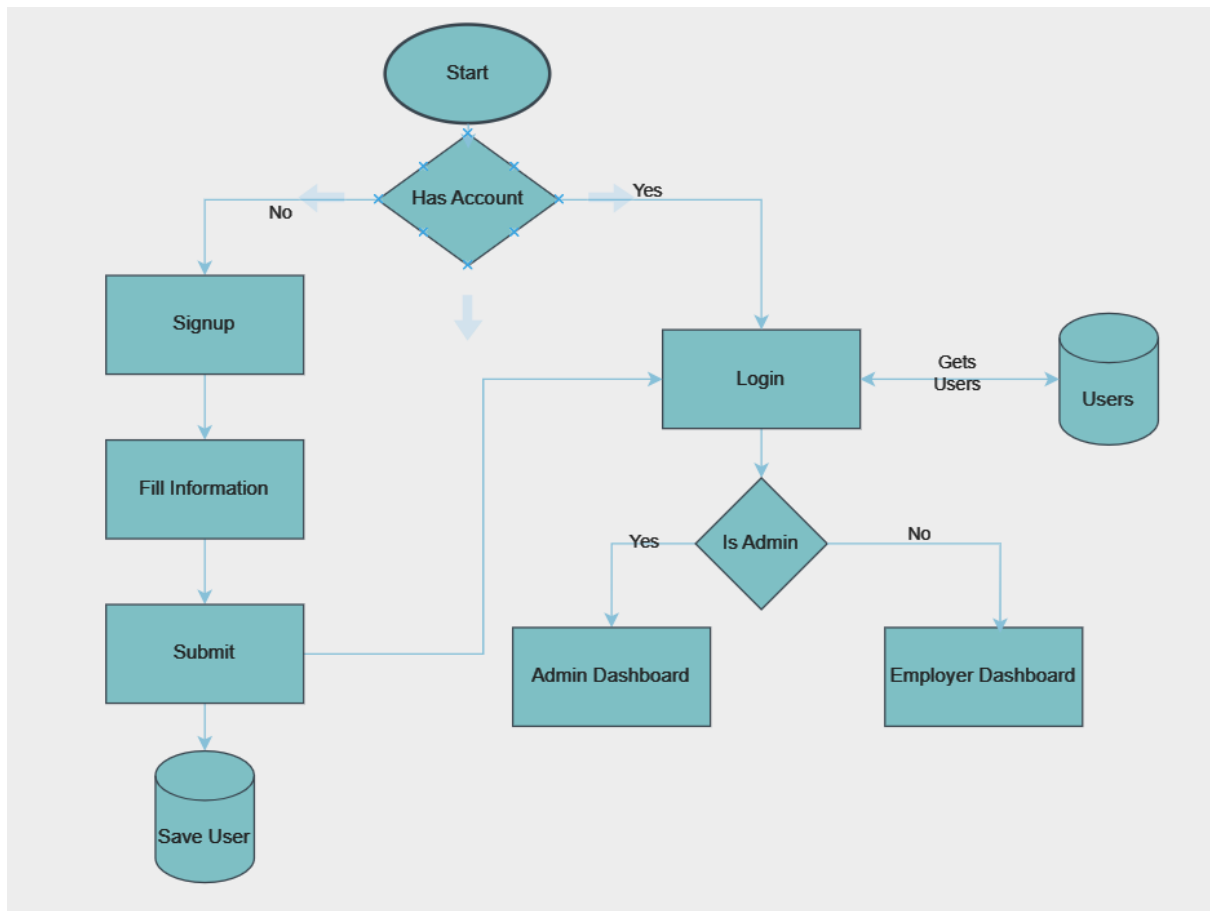 Start
Has Account
No
Yes
Signup
Login
Gets
Users
Users
Fill Information
Is Admin
Yes
No
Submit
Admin Dashboard
Employer Dashboard
Save User